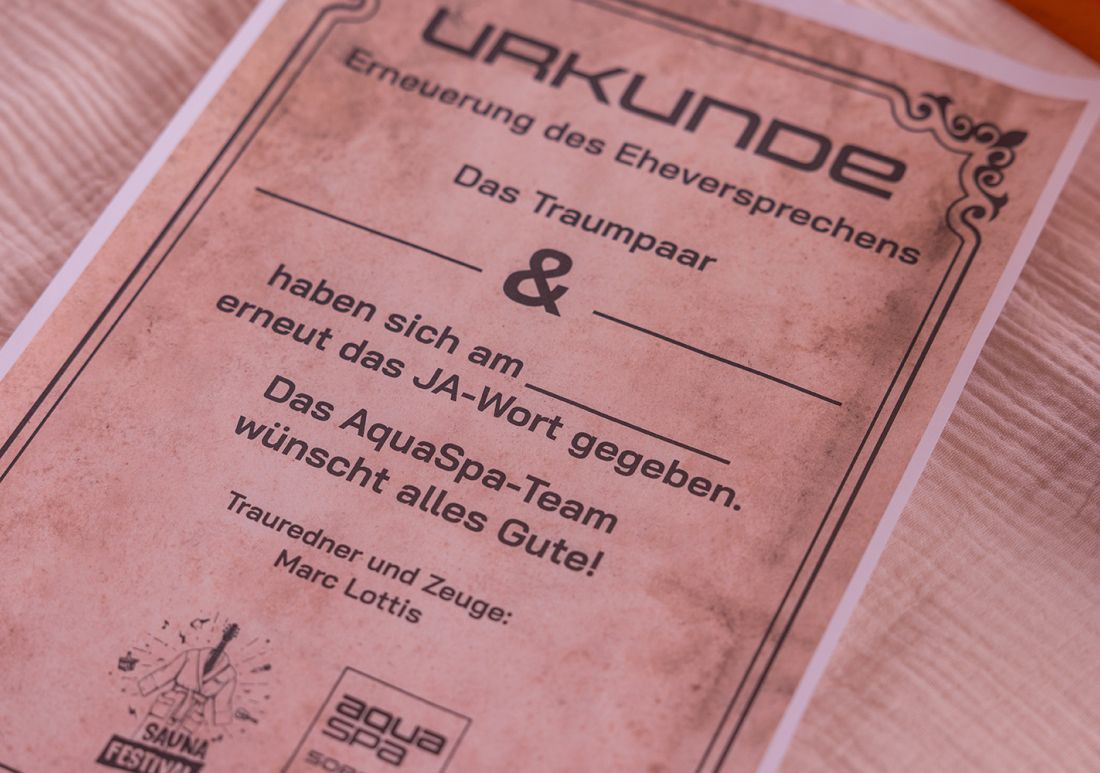 URKUNDE
Erneuerung des Eheversprechens
Das Traumpaar
&
haben sich am
erneut das JA-Wort gegeben.
Das AquaSpa-Team
wünscht alles Gute!
Trauredner und Zeuge:
Marc Lottis
SAUNA
FESTIVAL
aqua
spa